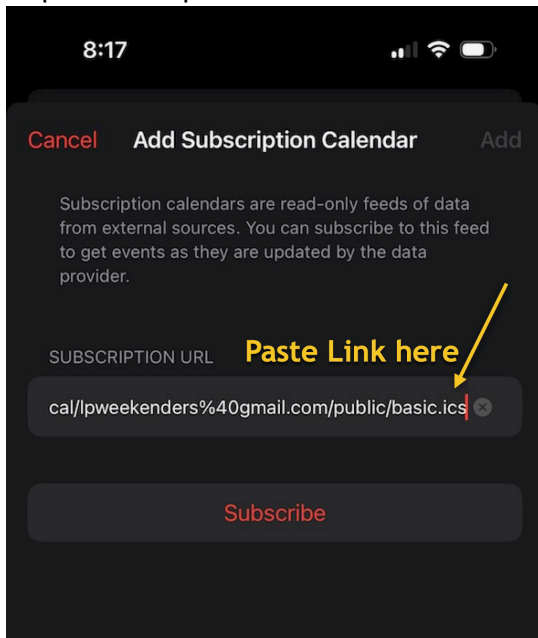 8:17
Cancel Add Subscription Calendar Add
Subscription calendars are read-only feeds of data
from external sources. You can subscribe to this feed
to get events as they are updated by the data
provider.
SUBSCRIPTION URL Paste Link here
cal/lpweekenders%40gmail.com/public/basic.ics
Subscribe